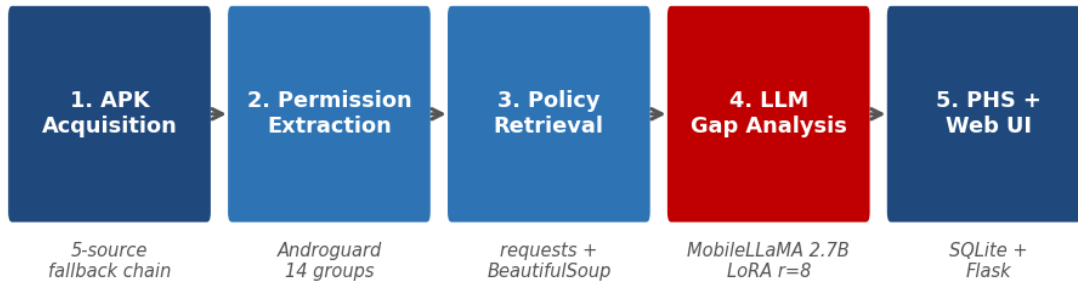 1. APK
Acquisition
2. Permission
Extraction
3. Policy
Retrieval
4. LLM
Gap Analysis
5. PHS +
Web UI
5-source
fallback chain
Androguard
14 groups
requests +
BeautifulSoup
MobileLLaMA 2.7B
LoRA r=8
SQLite +
Flask